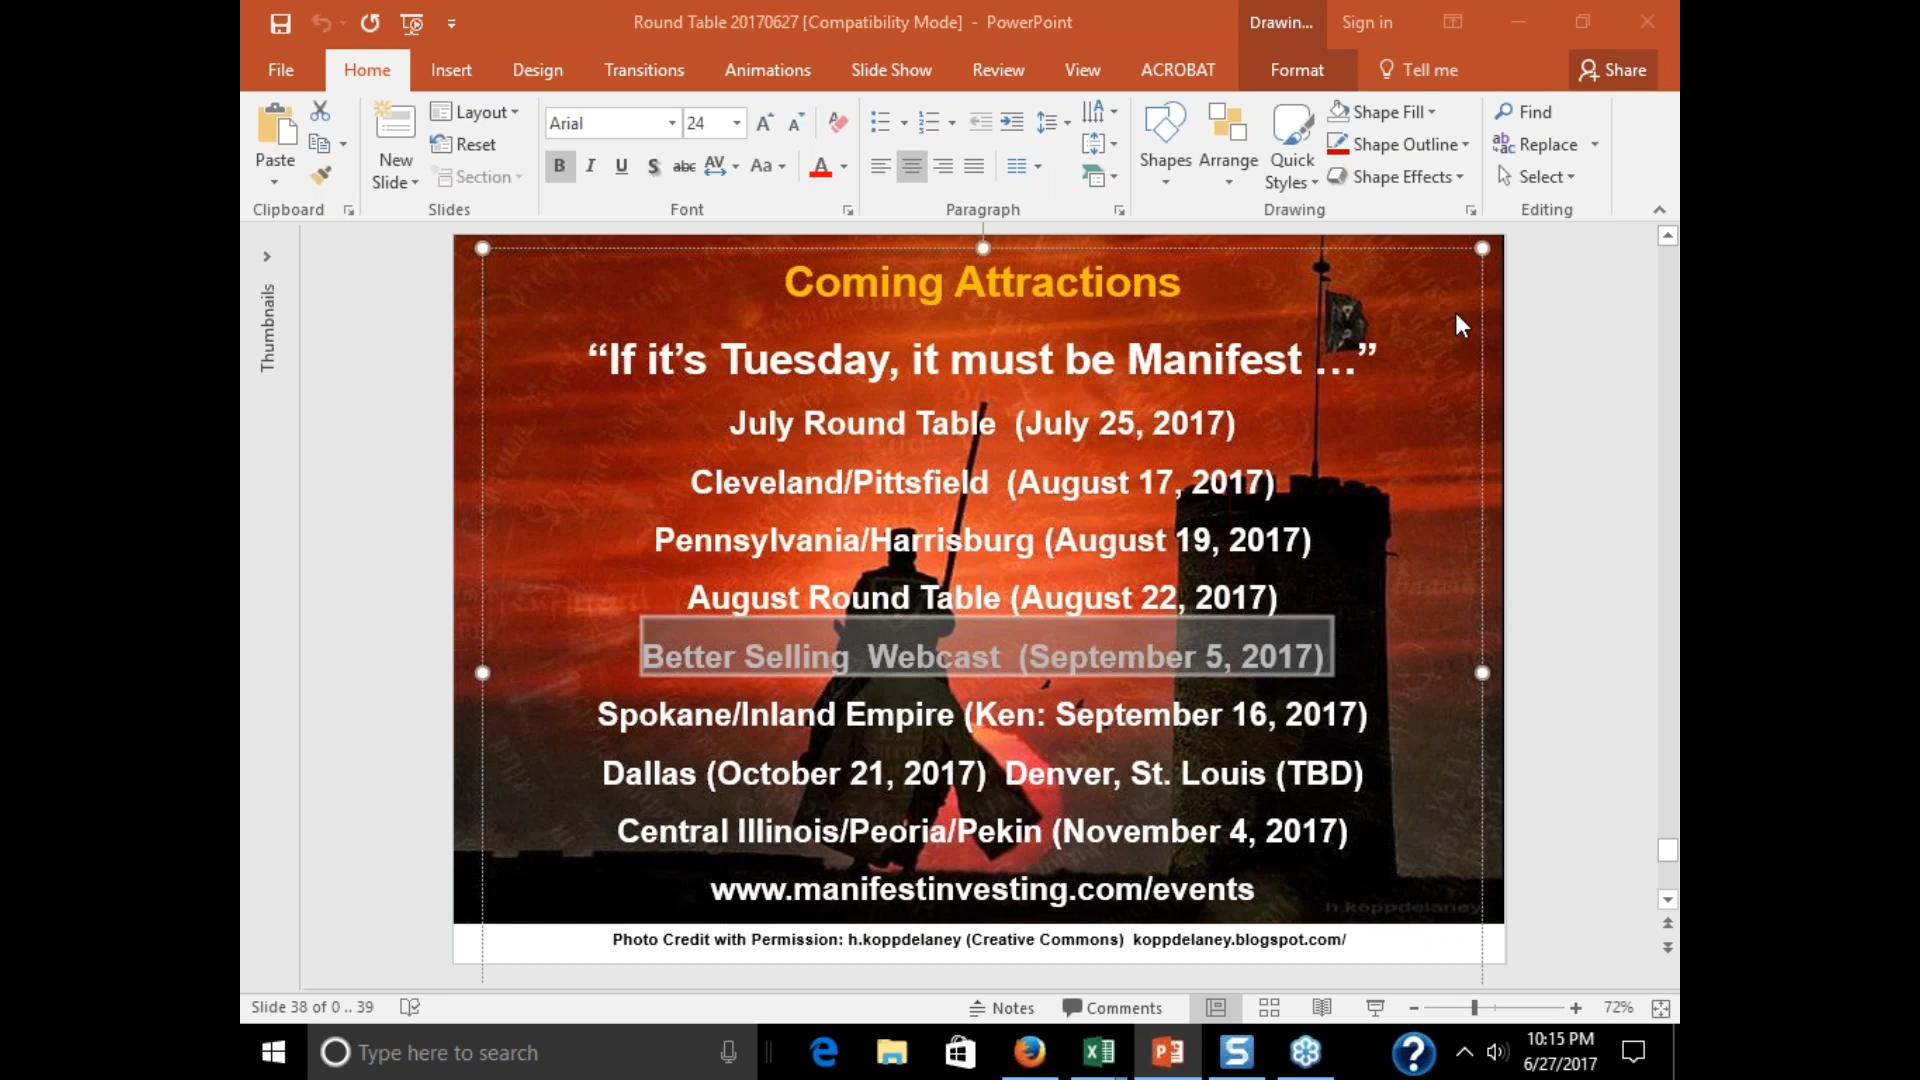 Round Table 20170627 [Compatibility Mode] - PowerPoint
Drawin...
Sign in
File
Home
Insert
Design
Transitions
Animations
Slide Show
Review
View
ACROBAT
Format
Tell me
Share
Paste
Clipboard
New
Slide
Layout
Reset
Section
Slides
Arial
24
B I U S abc AV Aa A
Font
Paragraph
Shapes
Arrange
Quick
Styles
Shape Fill
Shape Outline
Shape Effects
Drawing
Find
Replace
Select
Editing
Thumbnails
Coming Attractions
“If it’s Tuesday, it must be Manifest …”
July Round Table (July 25, 2017)
Cleveland/Pittsfield (August 17, 2017)
Pennsylvania/Harrisburg (August 19, 2017)
August Round Table (August 22, 2017)
Better Selling Webcast (September 5, 2017)
Spokane/Inland Empire (Ken: September 16, 2017)
Dallas (October 21, 2017) Denver, St. Louis (TBD)
Central Illinois/Peoria/Pekin (November 4, 2017)
www.manifestinvesting.com/events
h.koppdelaney
Photo Credit with Permission: h.koppdelaney (Creative Commons) koppdelaney.blogspot.com/
Slide 38 of 0 .. 39
Notes
Comments
72%
Type here to search
10:15 PM
6/27/2017